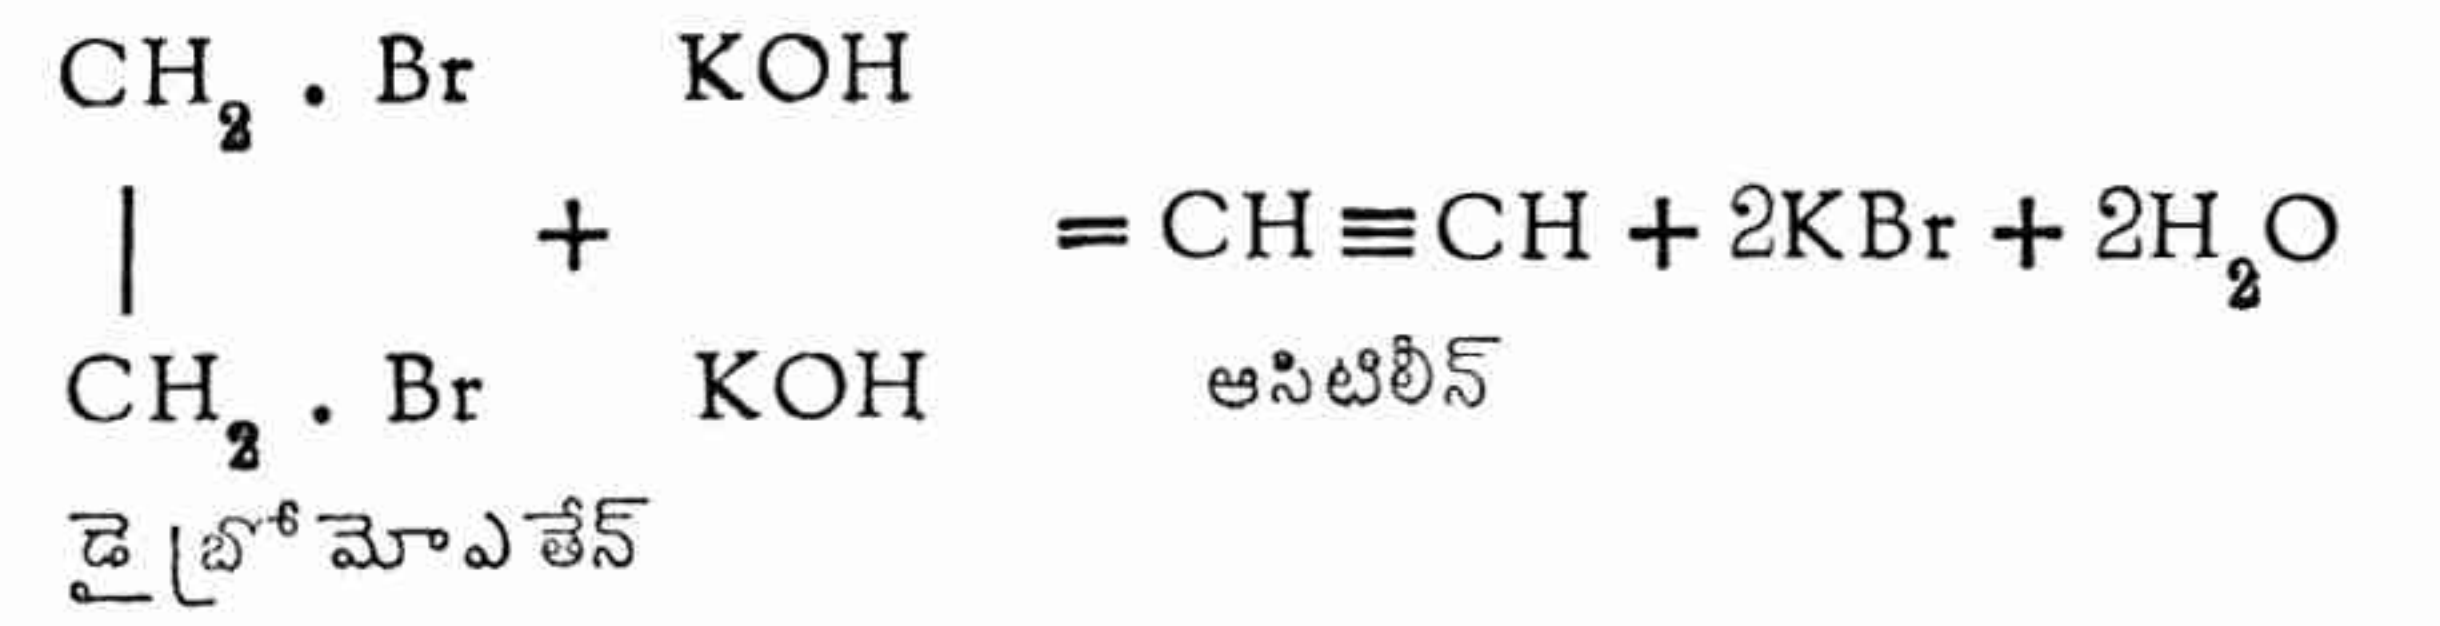 CH₂ . Br KOH
| + = CH≡CH + 2KBr + 2H₂O
CH₂ . Br KOH ఆసిటిలీన్
డైబ్రోమోఎతేన్